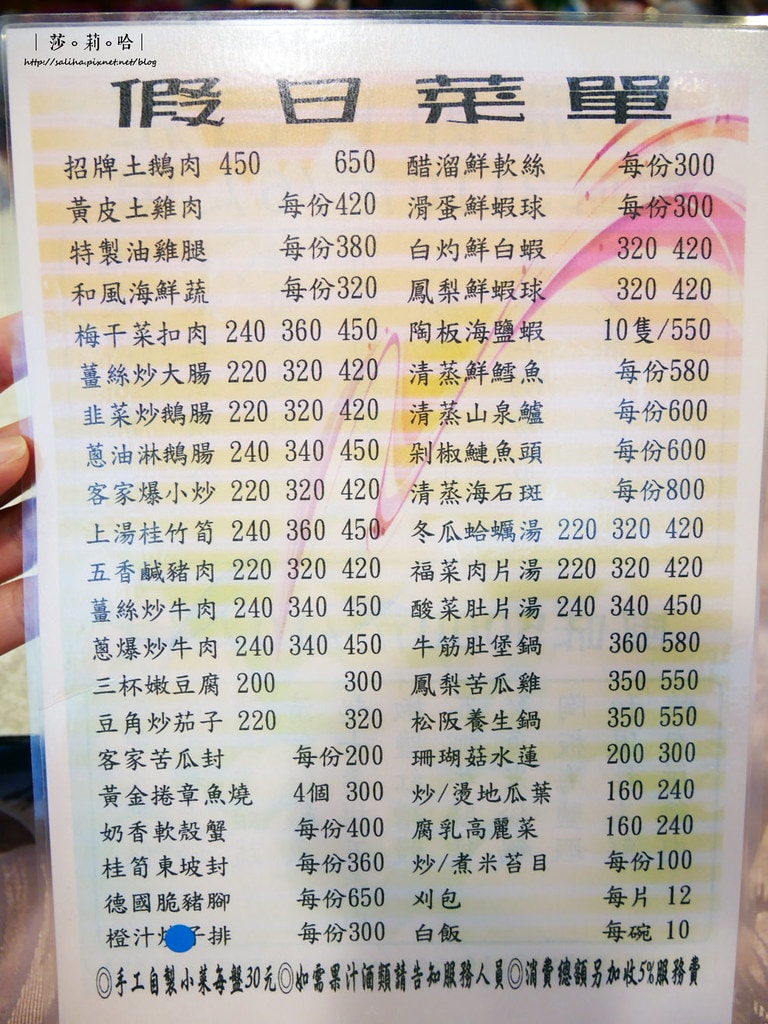 ｜莎。莉。哈｜
http://saliha.pixnet.net/blog
假日菜單
招牌土鵝肉 450 650
黃皮土雞肉 每份420
特製油雞腿 每份380
和風海鮮蔬 每份320
梅干菜扣肉 240 360 450
薑絲炒大腸 220 320 420
韭菜炒鵝腸 220 320 420
蔥油淋鵝腸 240 340 450
客家爆小炒 220 320 420
上湯桂竹筍 240 360 450
五香鹹豬肉 220 320 420
薑絲炒牛肉 240 340 450
蔥爆炒牛肉 240 340 450
三杯嫩豆腐 200 300
豆角炒茄子 220 320
客家苦瓜封 每份200
黃金捲章魚燒 4個 300
奶香軟殼蟹 每份400
桂筍東坡封 每份360
德國脆豬腳 每份650
橙汁排 每份300
醋溜鮮軟絲 每份300
滑蛋鮮蝦球 每份300
白灼鮮白蝦 320 420
鳳梨鮮蝦球 320 420
陶板海鹽蝦 10隻/550
清蒸鮮鱈魚 每份580
清蒸山泉鱸 每份600
剁椒鰱魚頭 每份600
清蒸海石斑 每份800
冬瓜蛤蠣湯 220 320 420
福菜肉片湯 220 320 420
酸菜肚片湯 240 340 450
牛筋肚堡鍋 360 580
鳳梨苦瓜雞 350 550
松阪養生鍋 350 550
珊瑚菇水蓮 200 300
炒/燙地瓜葉 160 240
腐乳高麗菜 160 240
炒/煮米苔目 每份100
刈包 每片 12
白飯 每碗 10
◎手工自製小菜每盤30元◎如需果汁酒類請告知服務人員◎消費總額另加收5%服務費